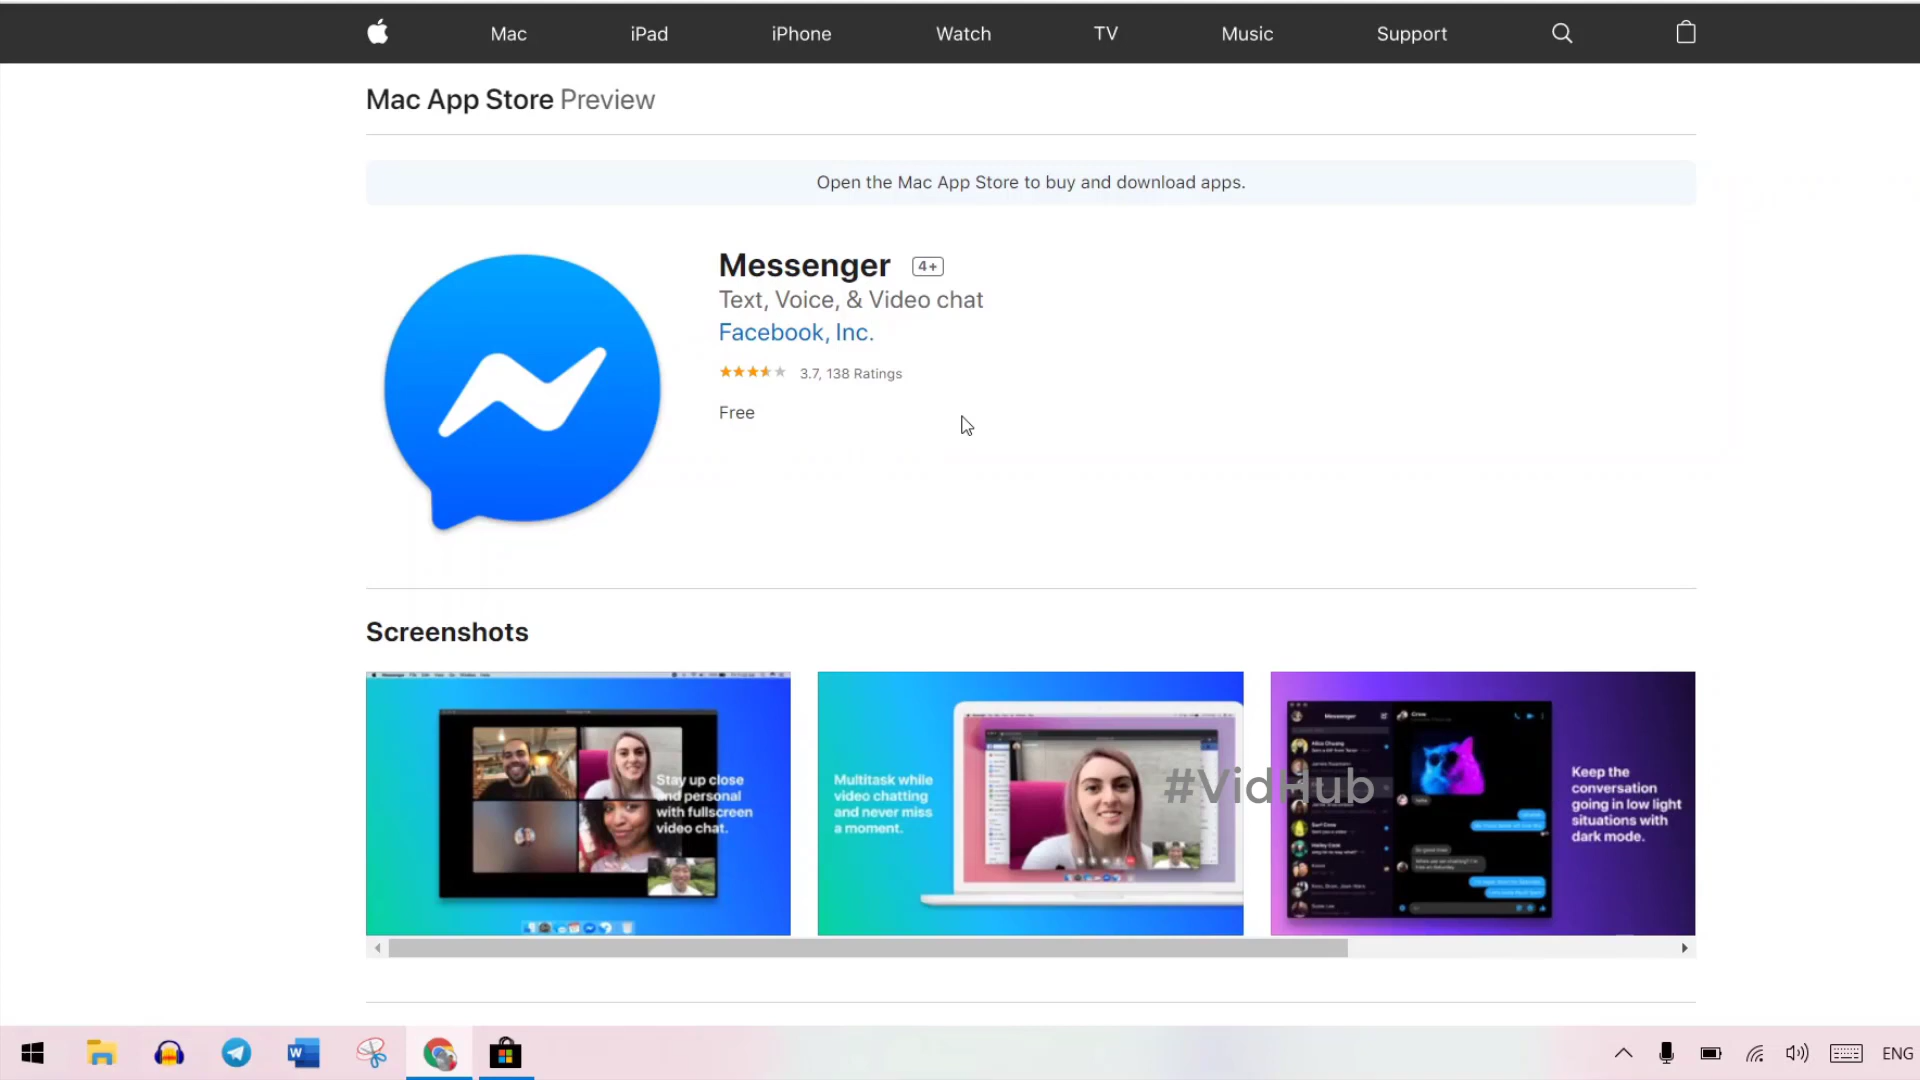 Mac iPad iPhone Watch TV Music Support
Mac App Store Preview
Open the Mac App Store to buy and download apps.
Messenger 4+
Text, Voice, & Video chat
Facebook, Inc.
3.7, 138 Ratings
Free
Screenshots
Stay up close
and personal
with fullscreen
video chat.
Multitask while
video chatting
and never miss
a moment.
#VidHub
Messenger
Keep the
conversation
going in low light
situations with
dark mode.
ENG